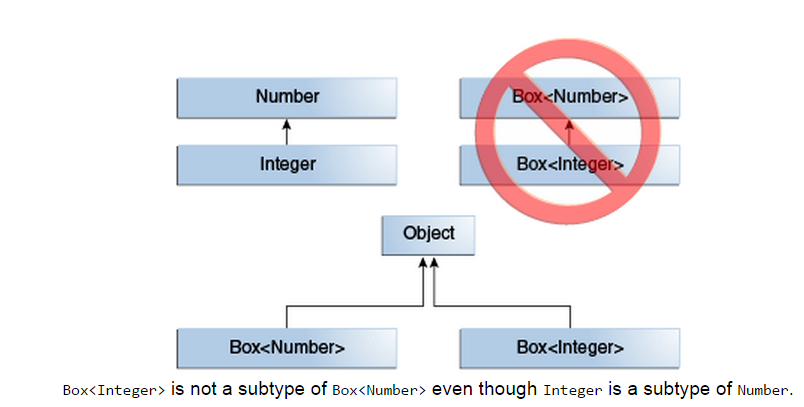 Number
Box<Number>
Integer
Box<Integer>
Object
Box<Number>
Box<Integer>
Box<Integer> is not a subtype of Box<Number> even though Integer is a subtype of Number.